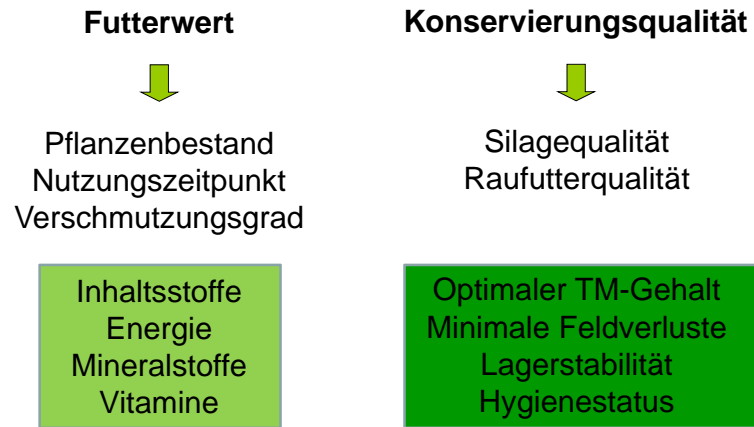 Futterwert
Pflanzenbestand
Nutzungszeitpunkt
Verschmutzungsgrad
Inhaltsstoffe
Energie
Mineralstoffe
Vitamine
Konservierungsqualität
Silagequalität
Raufutterqualität
Optimaler TM-Gehalt
Minimale Feldverluste
Lagerstabilität
Hygienestatus